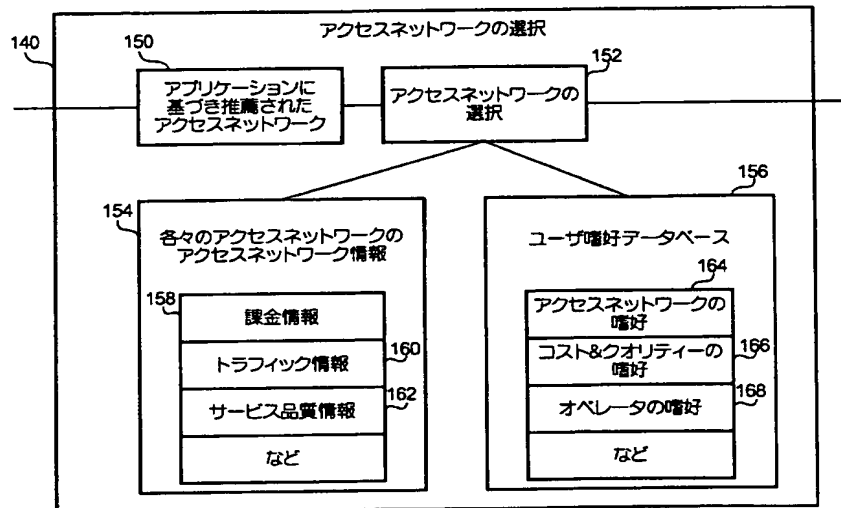 アクセスネットワークの選択
140
150
アプリケーションに
基づき推薦された
アクセスネットワーク
152
アクセスネットワークの
選択
154
各々のアクセスネットワークの
アクセスネットワーク情報
158
課金情報
トラフィック情報
160
サービス品質情報
162
など
156
ユーザ嗜好データベース
164
アクセスネットワークの
嗜好
コスト&クオリティーの
嗜好
166
オペレータの嗜好
168
など